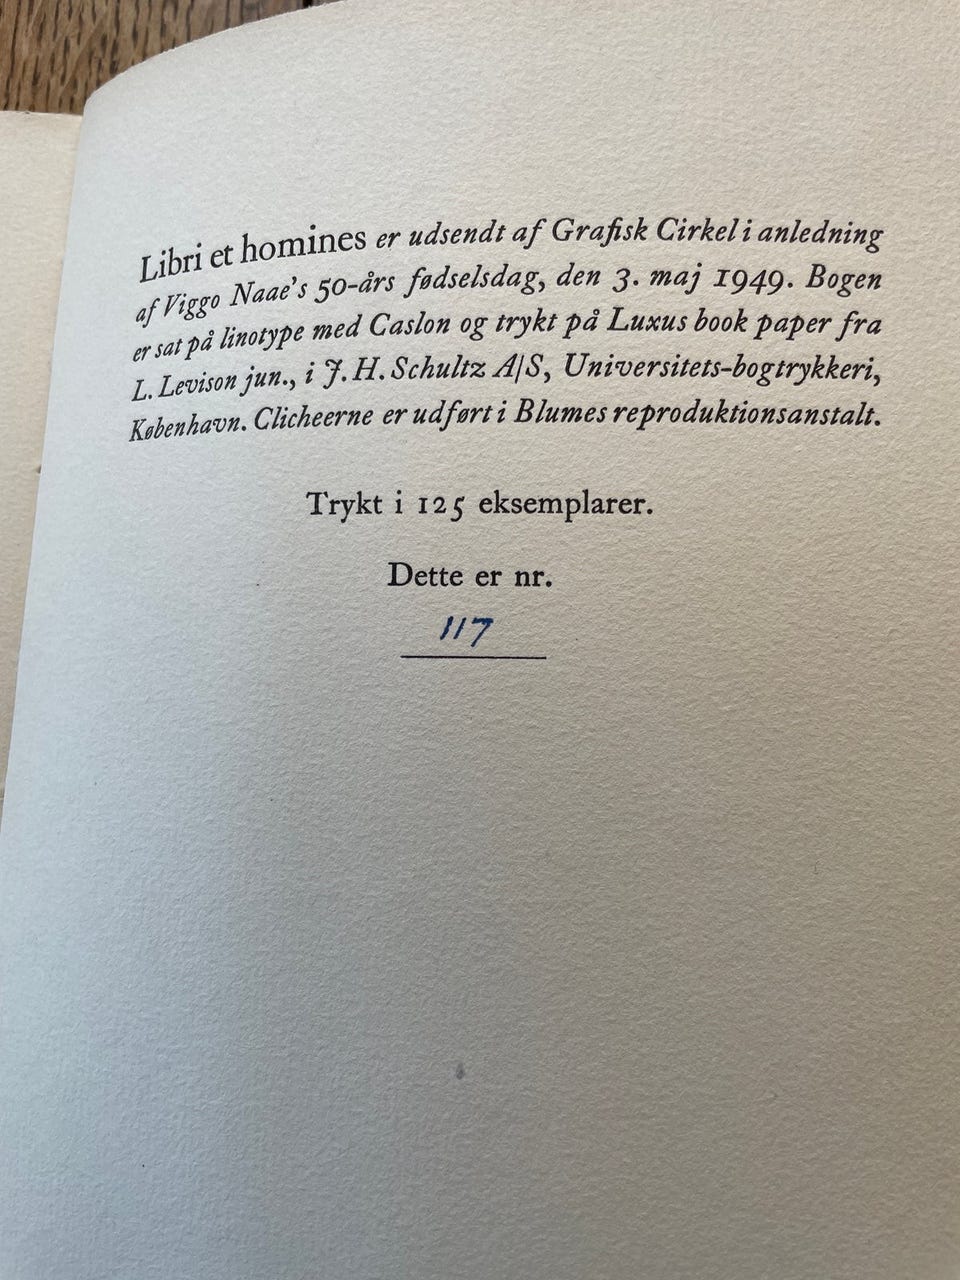 Libri et homines er udsendt af Grafisk Cirkel i anledning
af Viggo Naae's 50-års fødselsdag, den 3. maj 1949. Bogen
er sat på linotype med Caslon og trykt på Luxus book paper fra
L. Levison jun., i J. H. Schultz A/S, Universitets-bogtrykkeri,
København. Clicheerne er udført i Blumes reproduktionsanstalt.
Trykt i 125 eksemplarer.
Dette er nr.
117